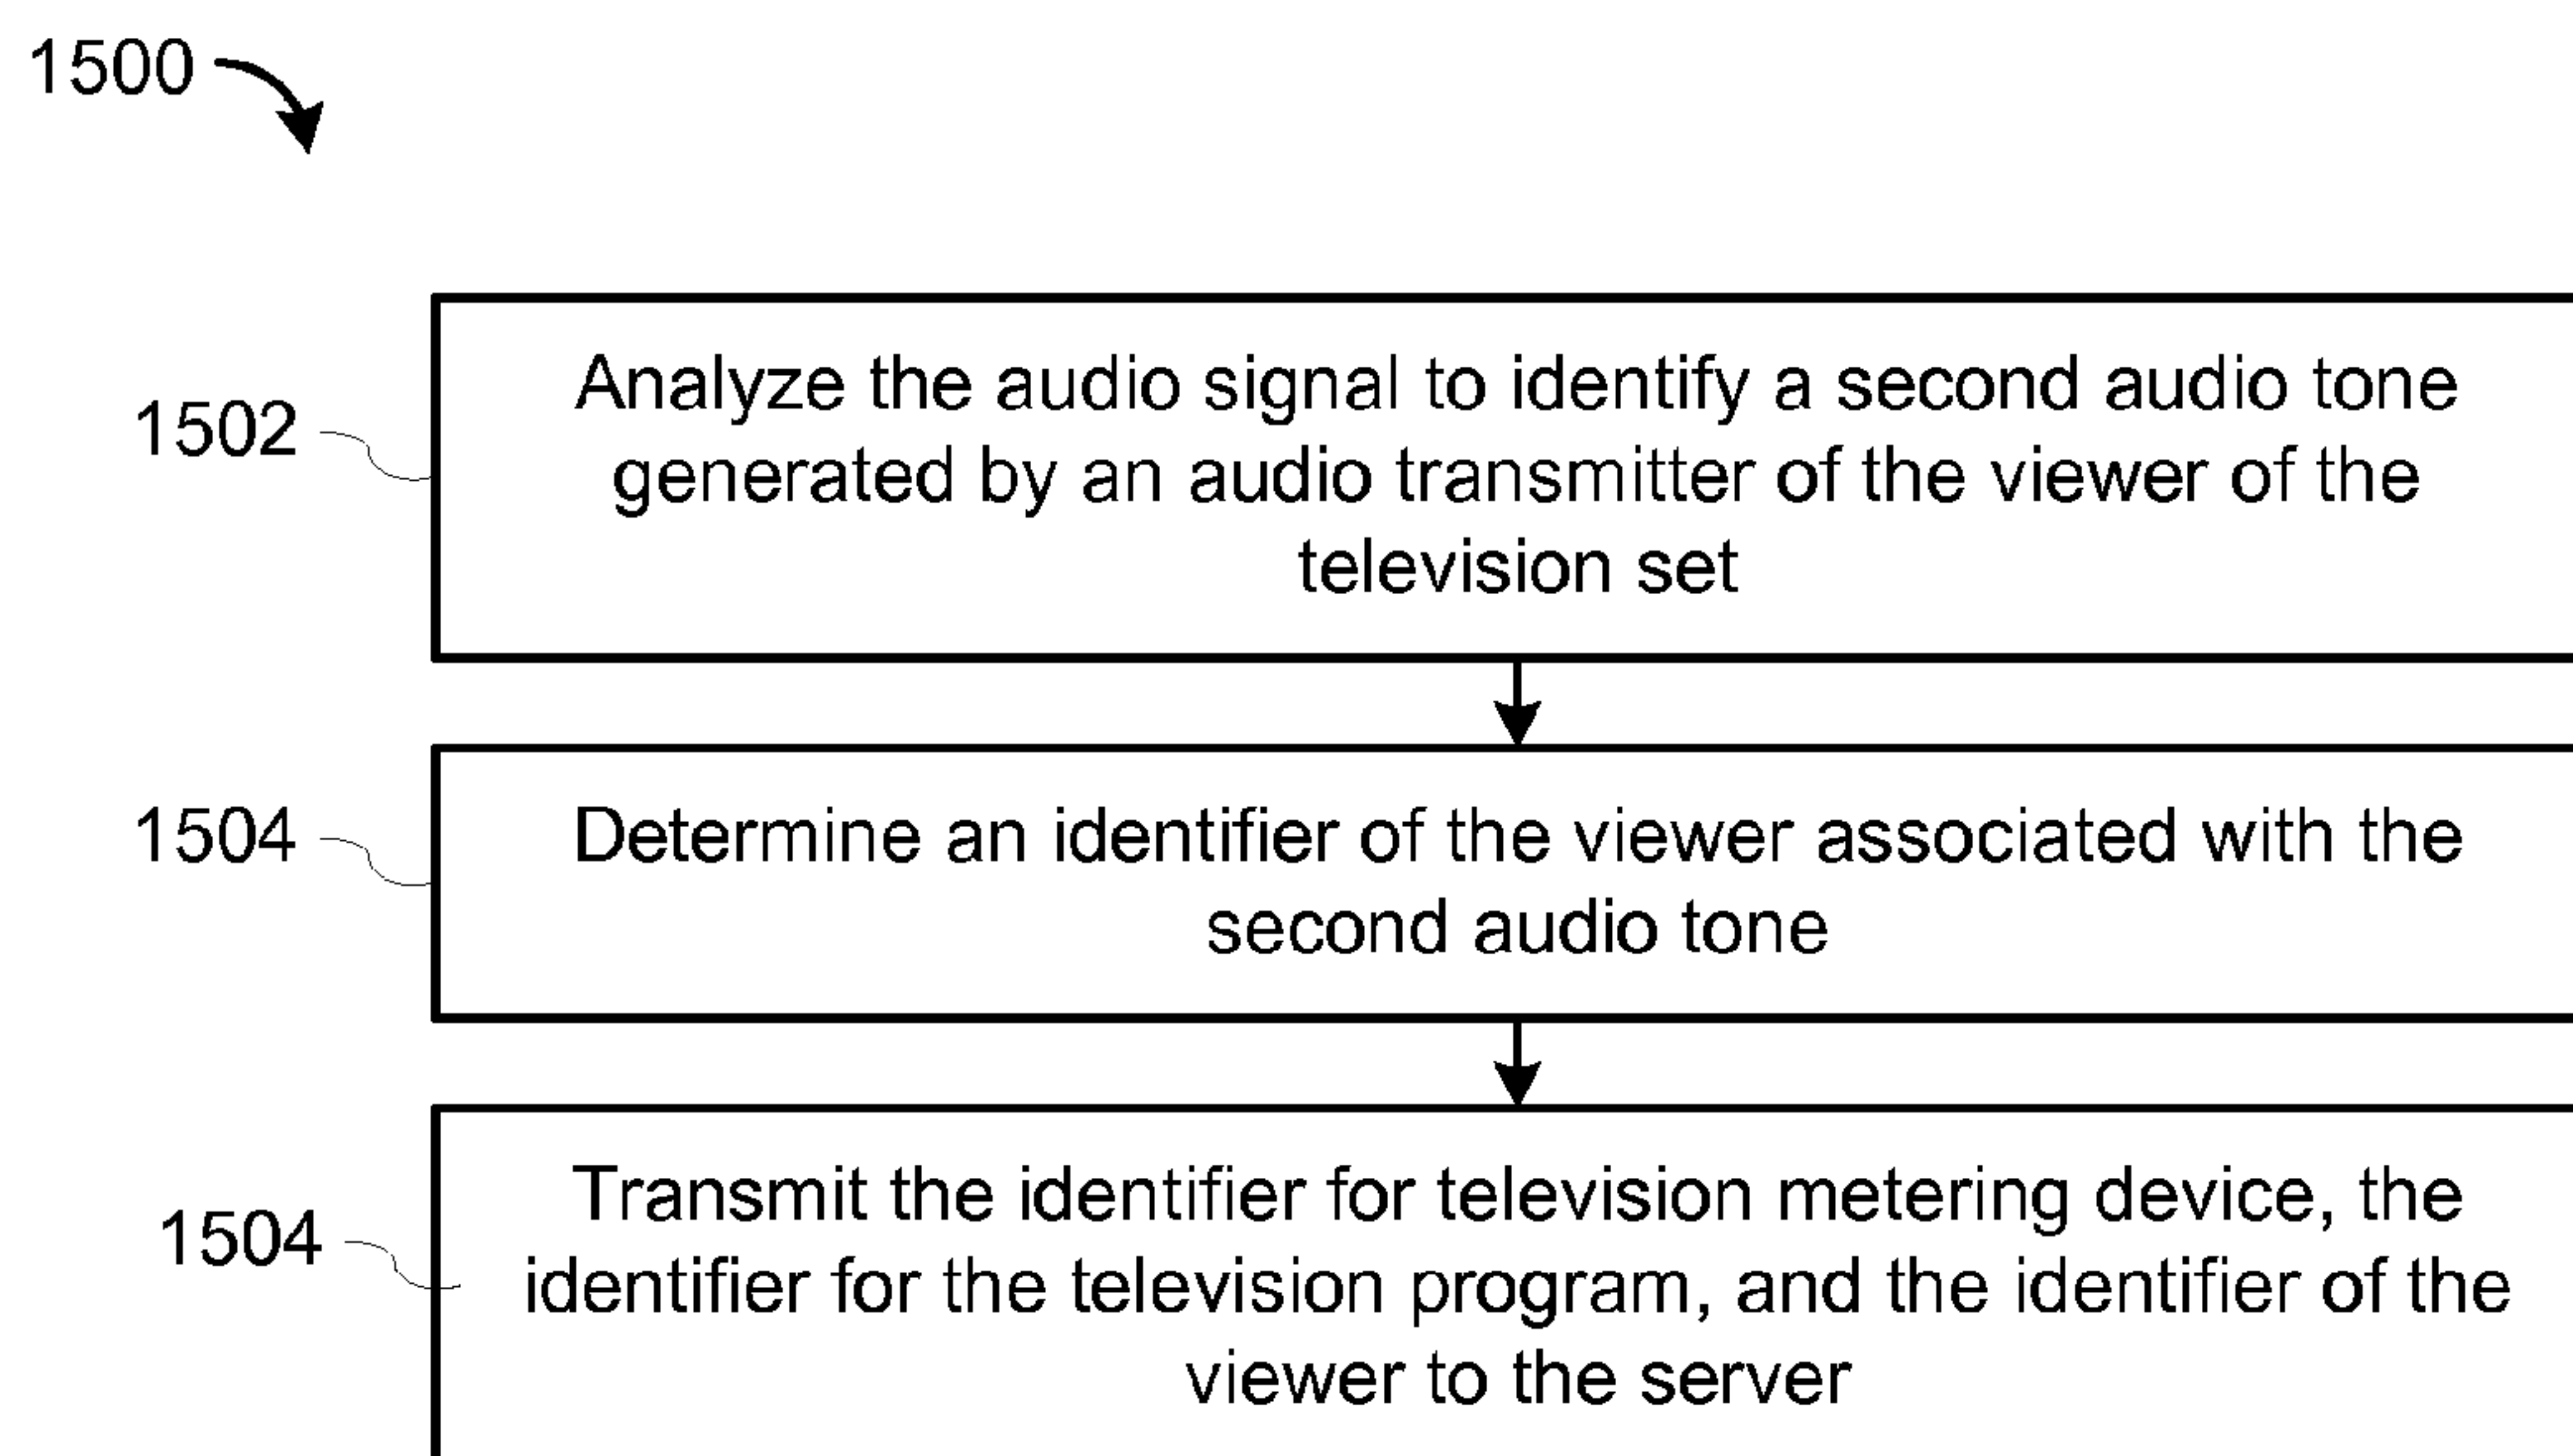 1500
1502
Analyze the audio signal to identify a second audio tone
generated by an audio transmitter of the viewer of the
television set
1504
Determine an identifier of the viewer associated with the
second audio tone
1504
Transmit the identifier for television metering device, the
identifier for the television program, and the identifier of the
viewer to the server